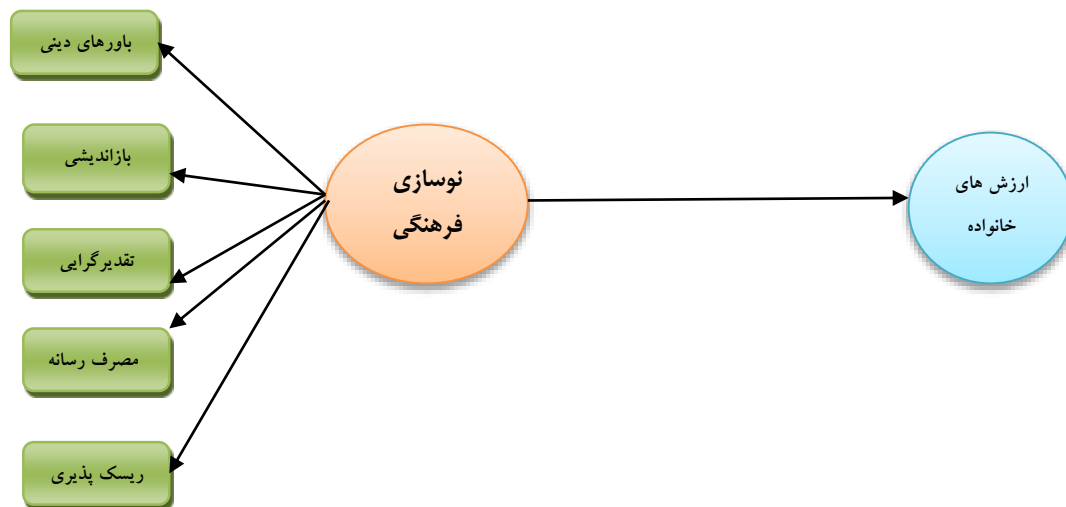 باورهای دینی
بازاندیشی
تقدیرگرایی
مصرف رسانه
ریسک پذیری
نوسازی
فرهنگی
ارزش های
خانواده